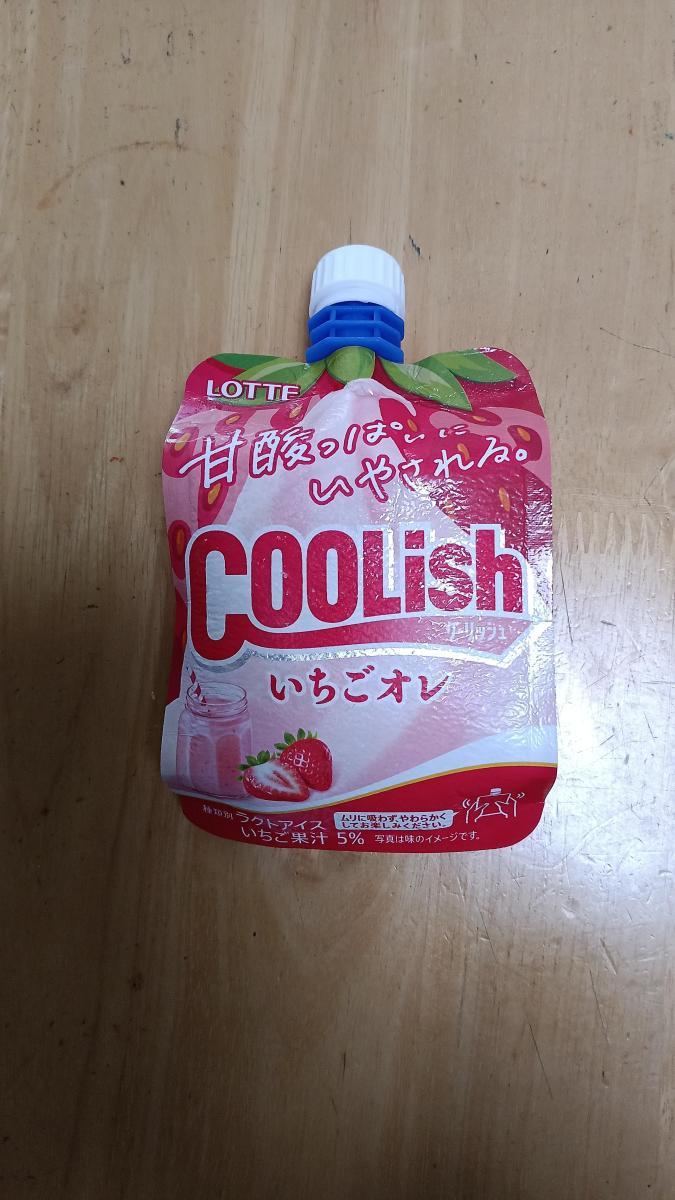 LOTTE
甘酸っぱいに
いやされる。
COOLish
クーリッシュ
いちごオレ
種類別 ラクトアイス
いちご果汁 5%
ムリに吸わず、やわらかく
してお楽しみください。
写真は味のイメージです。